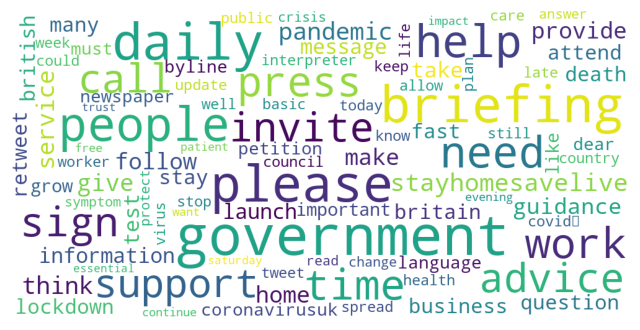 public crisis care answer
many daily pandemic help life impact provide
message plan attend
british must week could call byline interpreter press keep take allow late death
newspaper update well basic today briefing
service trust people invite know fast still
retweet free petition need like dear
worker follow council make country
patient please
grow give stay stop stayhomesavelive
symptom test protect virus launch important britain evening guidance
sign want government covid
information saturday read change language work
think essential support tweet home time health advice
lockdown continue coronavirusuk spread business question